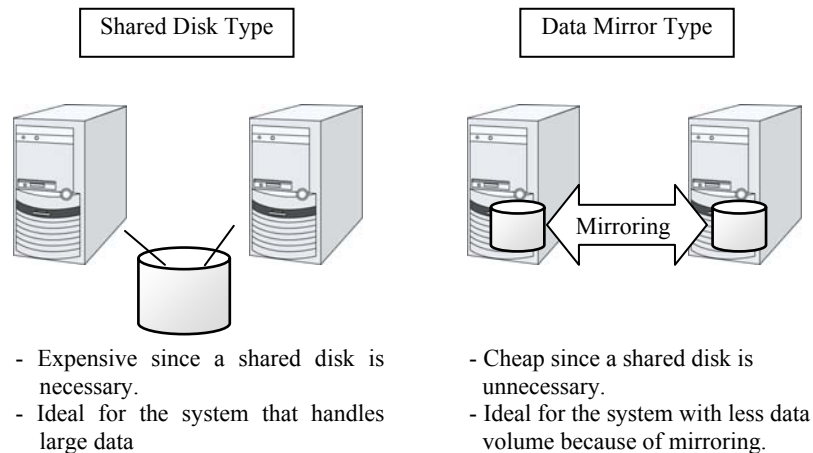 Shared Disk Type
Data Mirror Type
Mirroring
- Expensive since a shared disk is
necessary.
- Ideal for the system that handles
large data
- Cheap since a shared disk is
unnecessary.
- Ideal for the system with less data
volume because of mirroring.